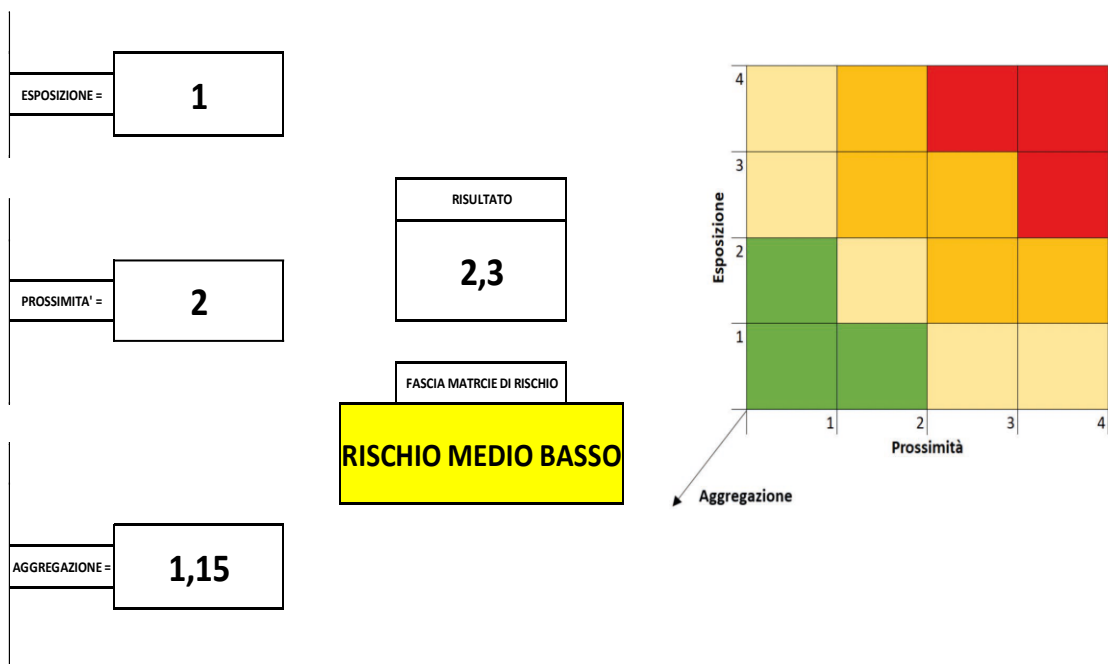 ESPOSIZIONE =
1
PROSSIMITA' =
2
AGGREGAZIONE =
1,15
RISULTATO
2,3
FASCIA MATRCIE DI RISCHIO
RISCHIO MEDIO BASSO
Esposizione
4
3
2
1
1
2
3
4
Prossimità
Aggregazione